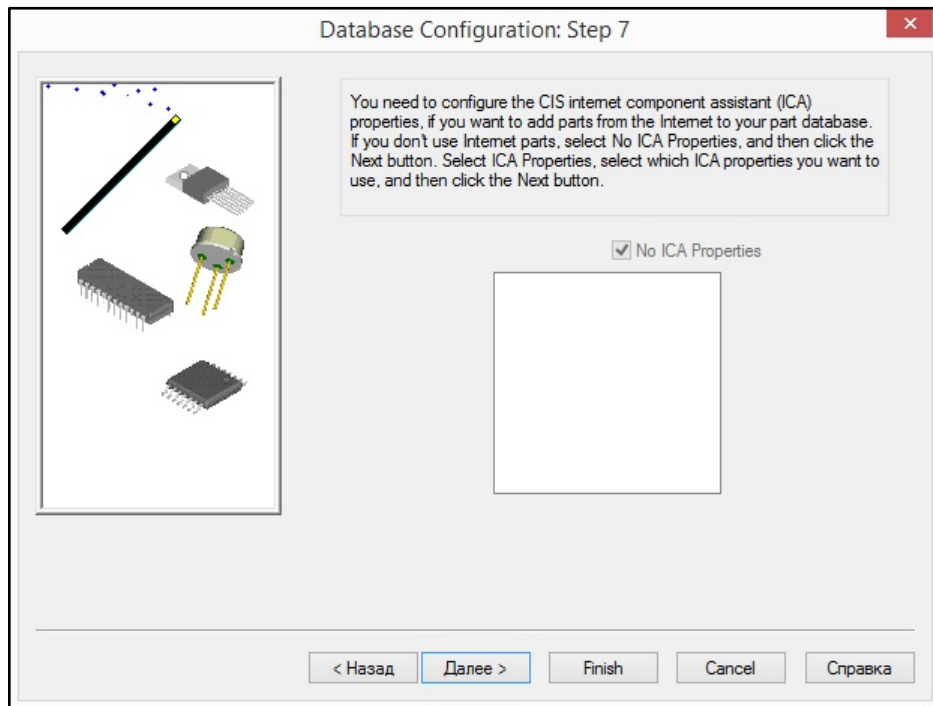 Database Configuration: Step 7
You need to configure the CIS internet component assistant (ICA)
properties, if you want to add parts from the Internet to your part database.
If you don't use Internet parts, select No ICA Properties, and then click the
Next button. Select ICA Properties, select which ICA properties you want to
use, and then click the Next button.
No ICA Properties
< Назад
Далее >
Finish
Cancel
Справка